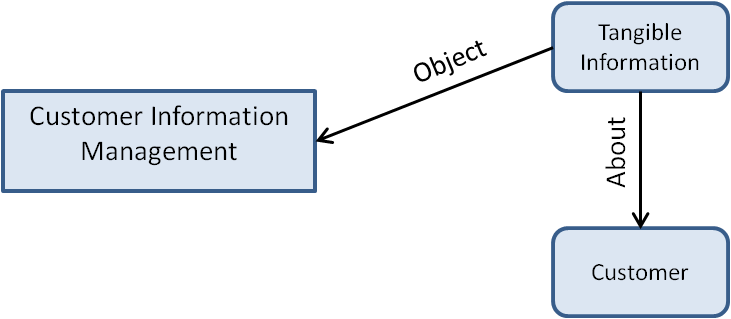 Tangible
Information
Object
Customer Information
Management
About
Customer